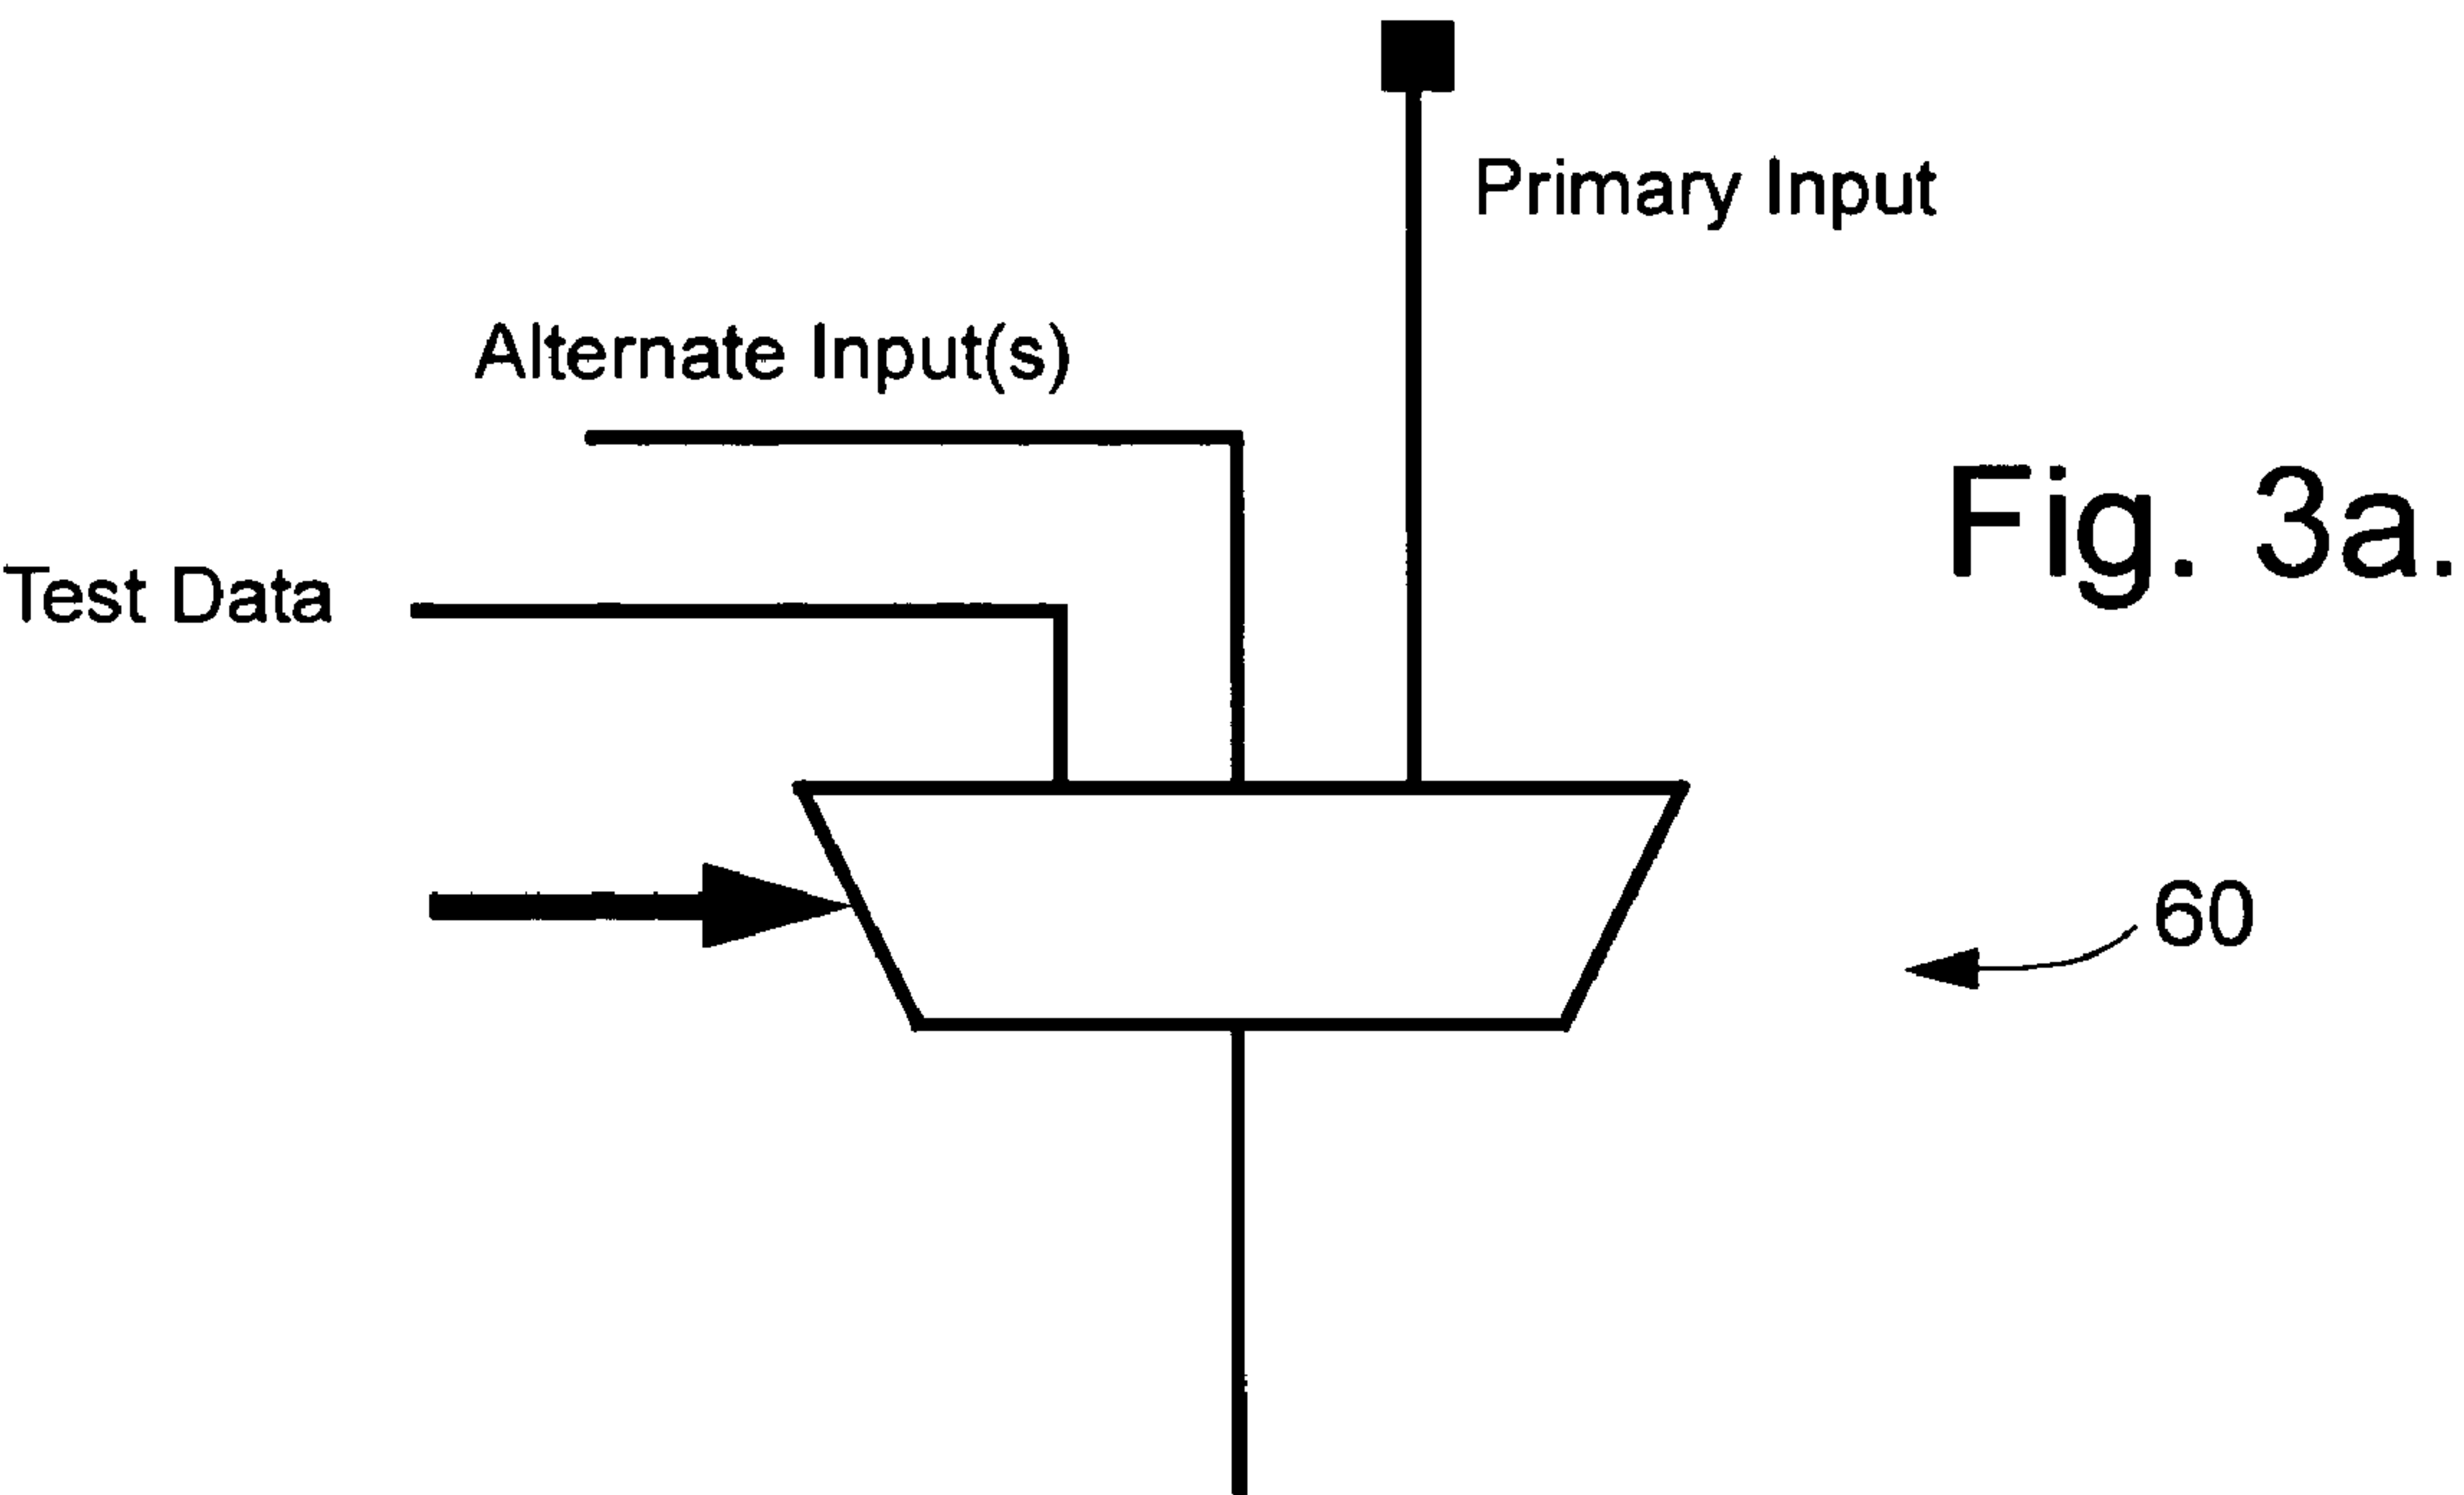 Primary Input
Alternate Input(s)
Fig. 3a.
Test Data
60